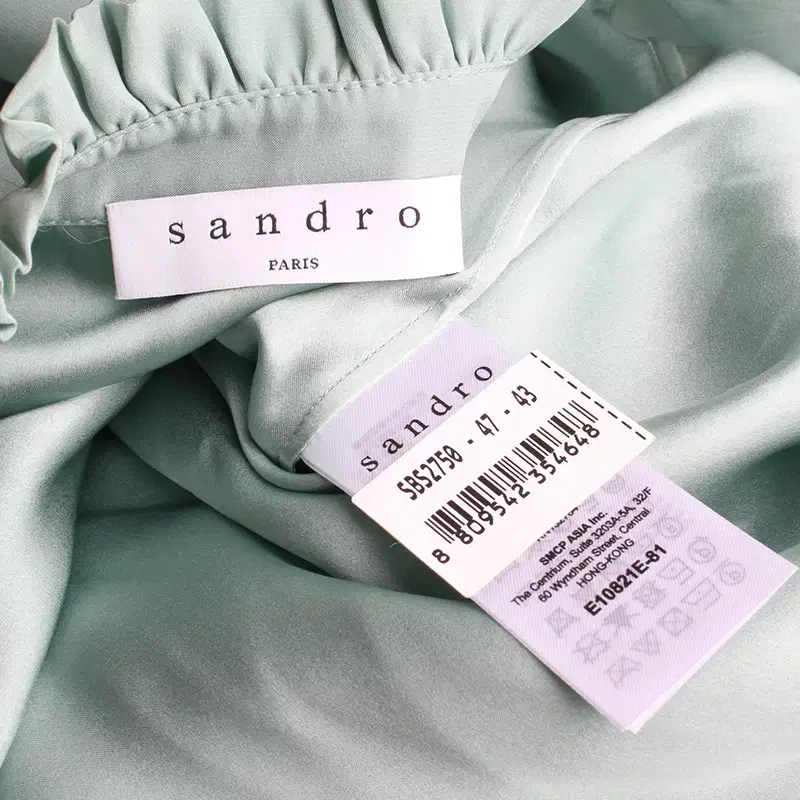 sandro
PARIS
sandro
SBS2750 - 47 - 43
8 809542 354648
SMCP ASIA Inc.
The Centrium, Suite 3203A-5A, 32/F
60 Wyndham Street, Central
HONG-KONG
E10821E-81